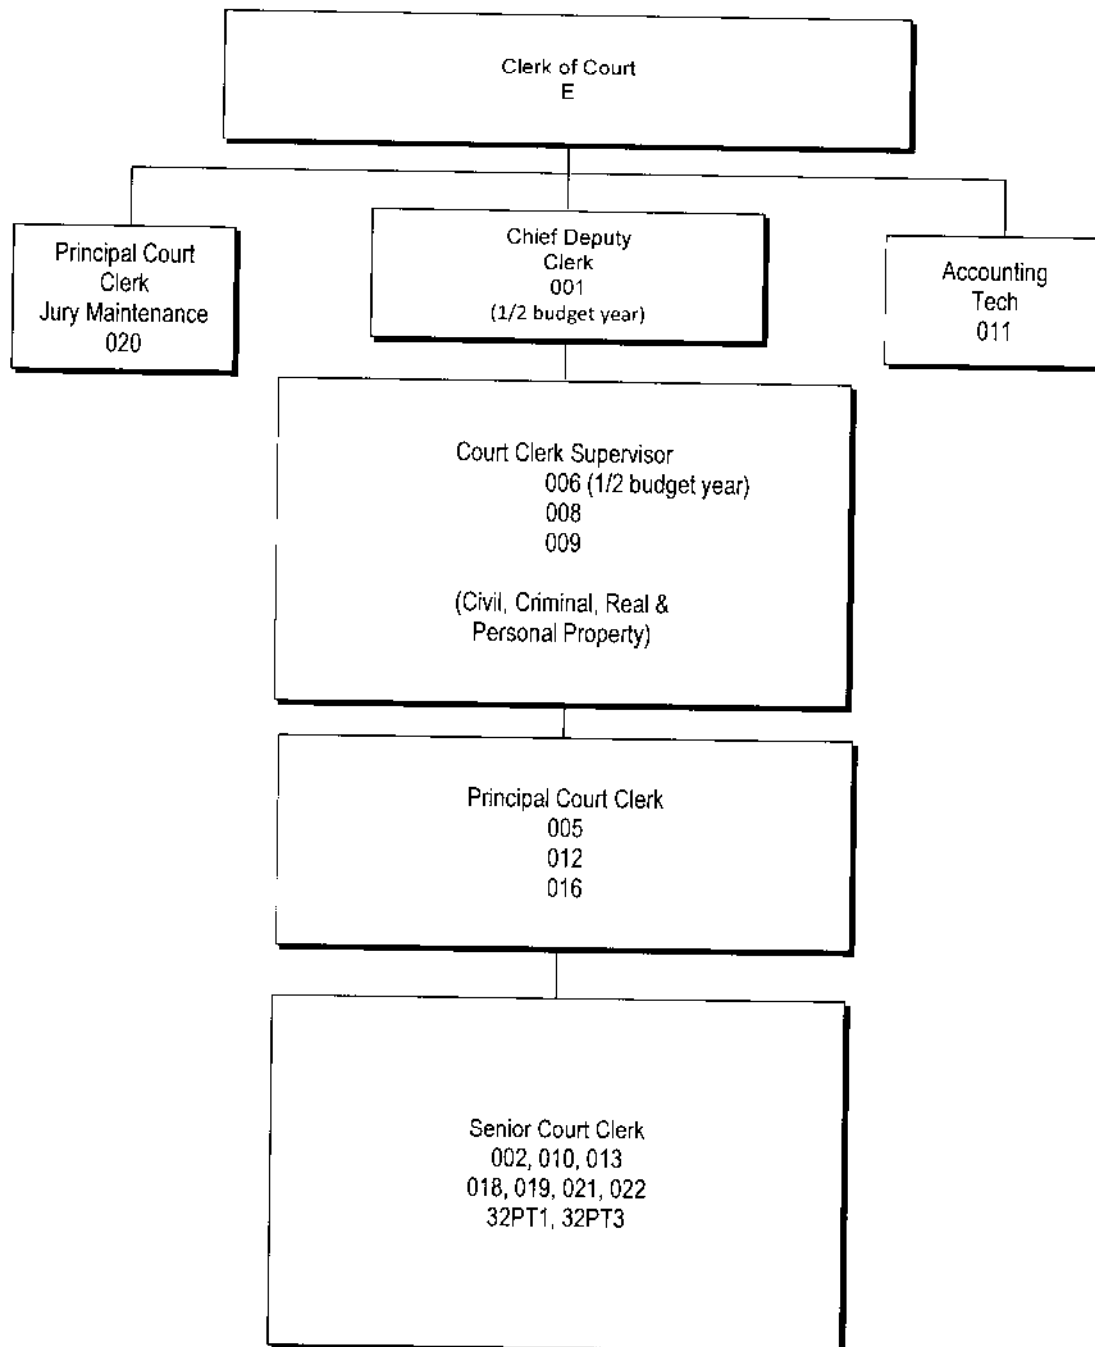 Clerk of Court
E
Principal Court
Clerk
Jury Maintenance
020
Chief Deputy
Clerk
001
(1/2 budget year)
Accounting
Tech
011
Court Clerk Supervisor
006 (1/2 budget year)
008
009
(Civil, Criminal, Real &
Personal Property)
Principal Court Clerk
005
012
016
Senior Court Clerk
002, 010, 013
018, 019, 021, 022
32PT1, 32PT3